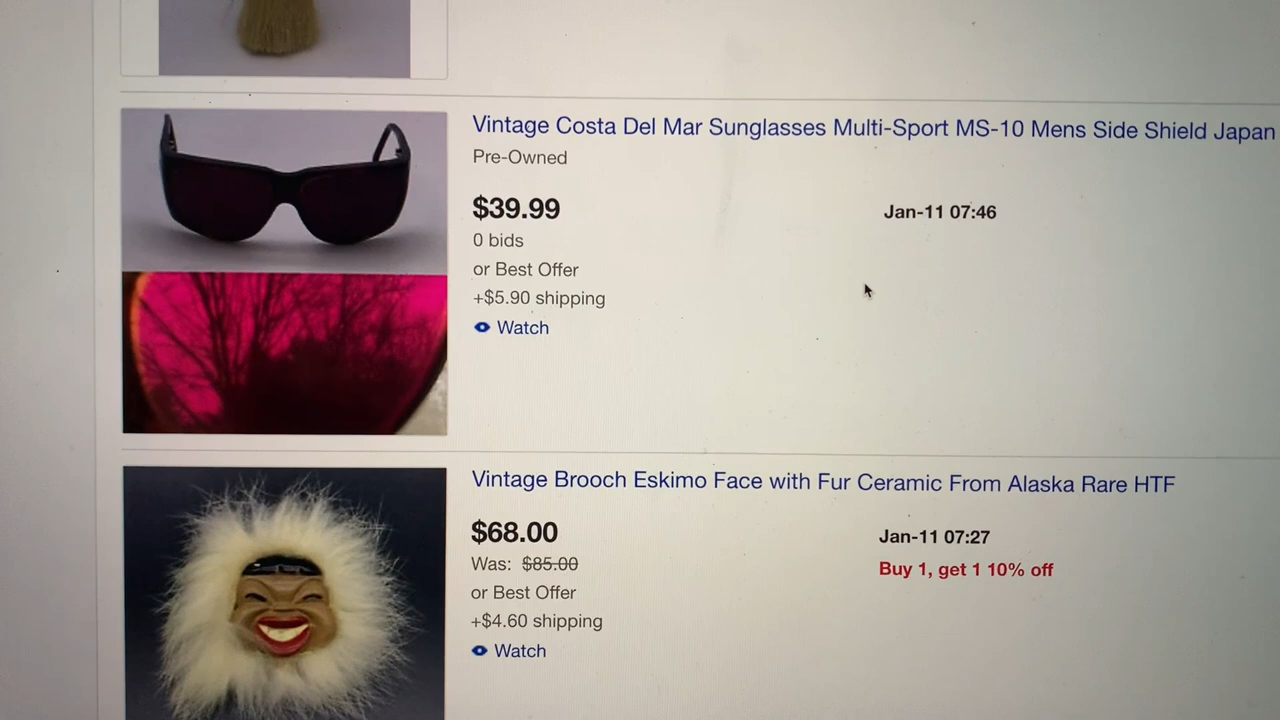 Vintage Costa Del Mar Sunglasses Multi-Sport MS-10 Mens Side Shield Japan
Pre-Owned
$39.99
Jan-11 07:46
0 bids
or Best Offer
+$5.90 shipping
Watch
Vintage Brooch Eskimo Face with Fur Ceramic From Alaska Rare HTF
$68.00
Jan-11 07:27
Was: $85.00
Buy 1, get 1 10% off
or Best Offer
+$4.60 shipping
Watch